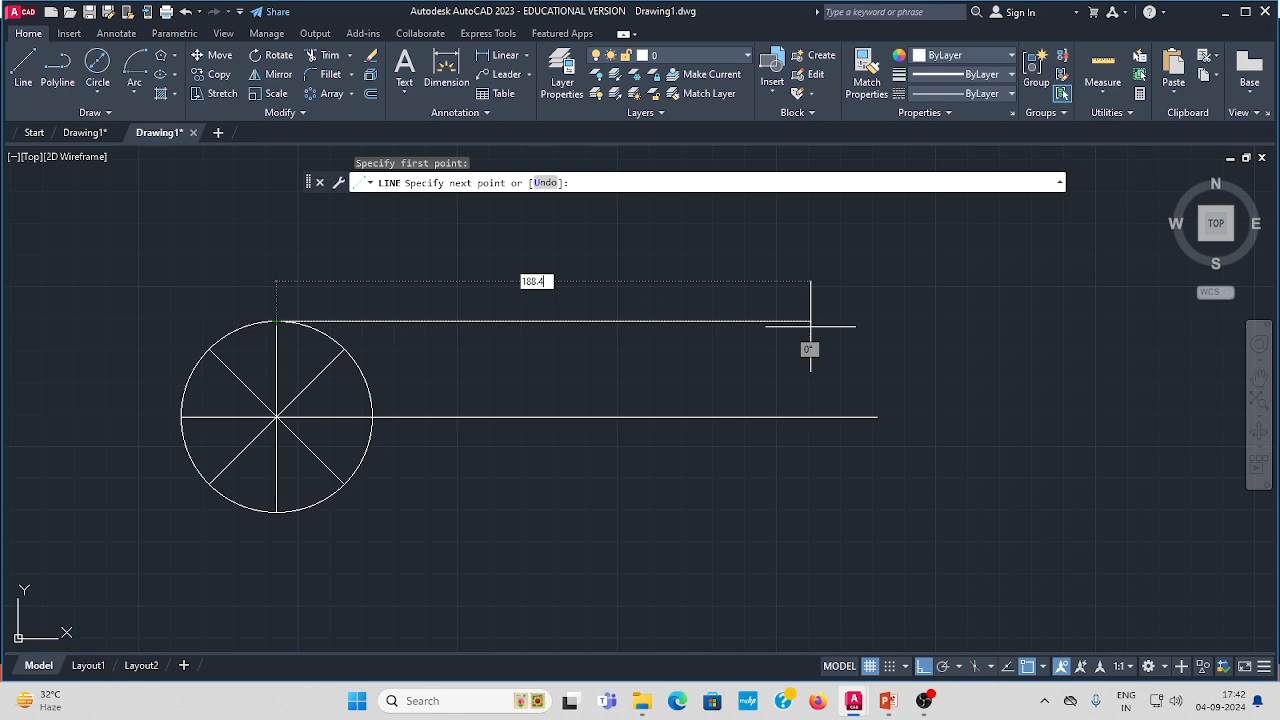 CAD
Share
Autodesk AutoCAD 2023 - EDUCATIONAL VERSION Drawing1.dwg
Type a keyword or phrase
Sign In
Home Insert Annotate Parametric View Manage Output Add-ins Collaborate Express Tools Featured Apps
Line
Polyline
Circle
Arc
Move
Copy
Stretch
Rotate
Mirror
Scale
Trim
Fillet
Array
Text
Dimension
Linear
Leader
Table
Layer
Properties
0
Make Current
Match Layer
Insert
Create
Edit
Match
Properties
ByLayer
ByLayer
ByLayer
Group
Measure
Paste
Base
Draw Modify Annotation Layers Block Properties Groups Utilities Clipboard View
Start Drawing1* Drawing1*
[−][Top][2D Wireframe]
Specify first point:
LINE Specify next point or [Undo]:
N
W
TOP
E
S
WCS
188.4
0°
Y
X
Model Layout1 Layout2
MODEL
1:1
32°C
Haze
Search
ENG
IN
17:42
04-09-2024